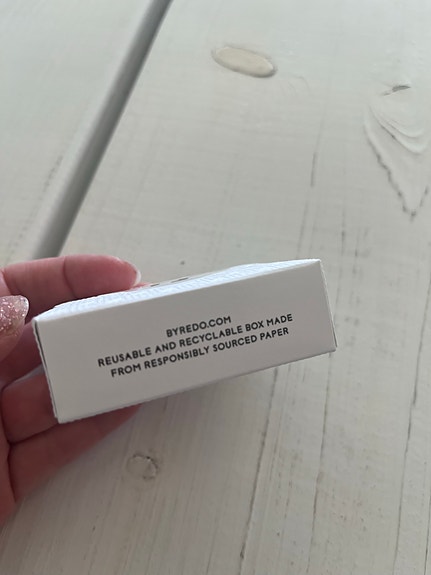 BYREDO.COM
REUSABLE AND RECYCLABLE BOX MADE
FROM RESPONSIBLY SOURCED PAPER